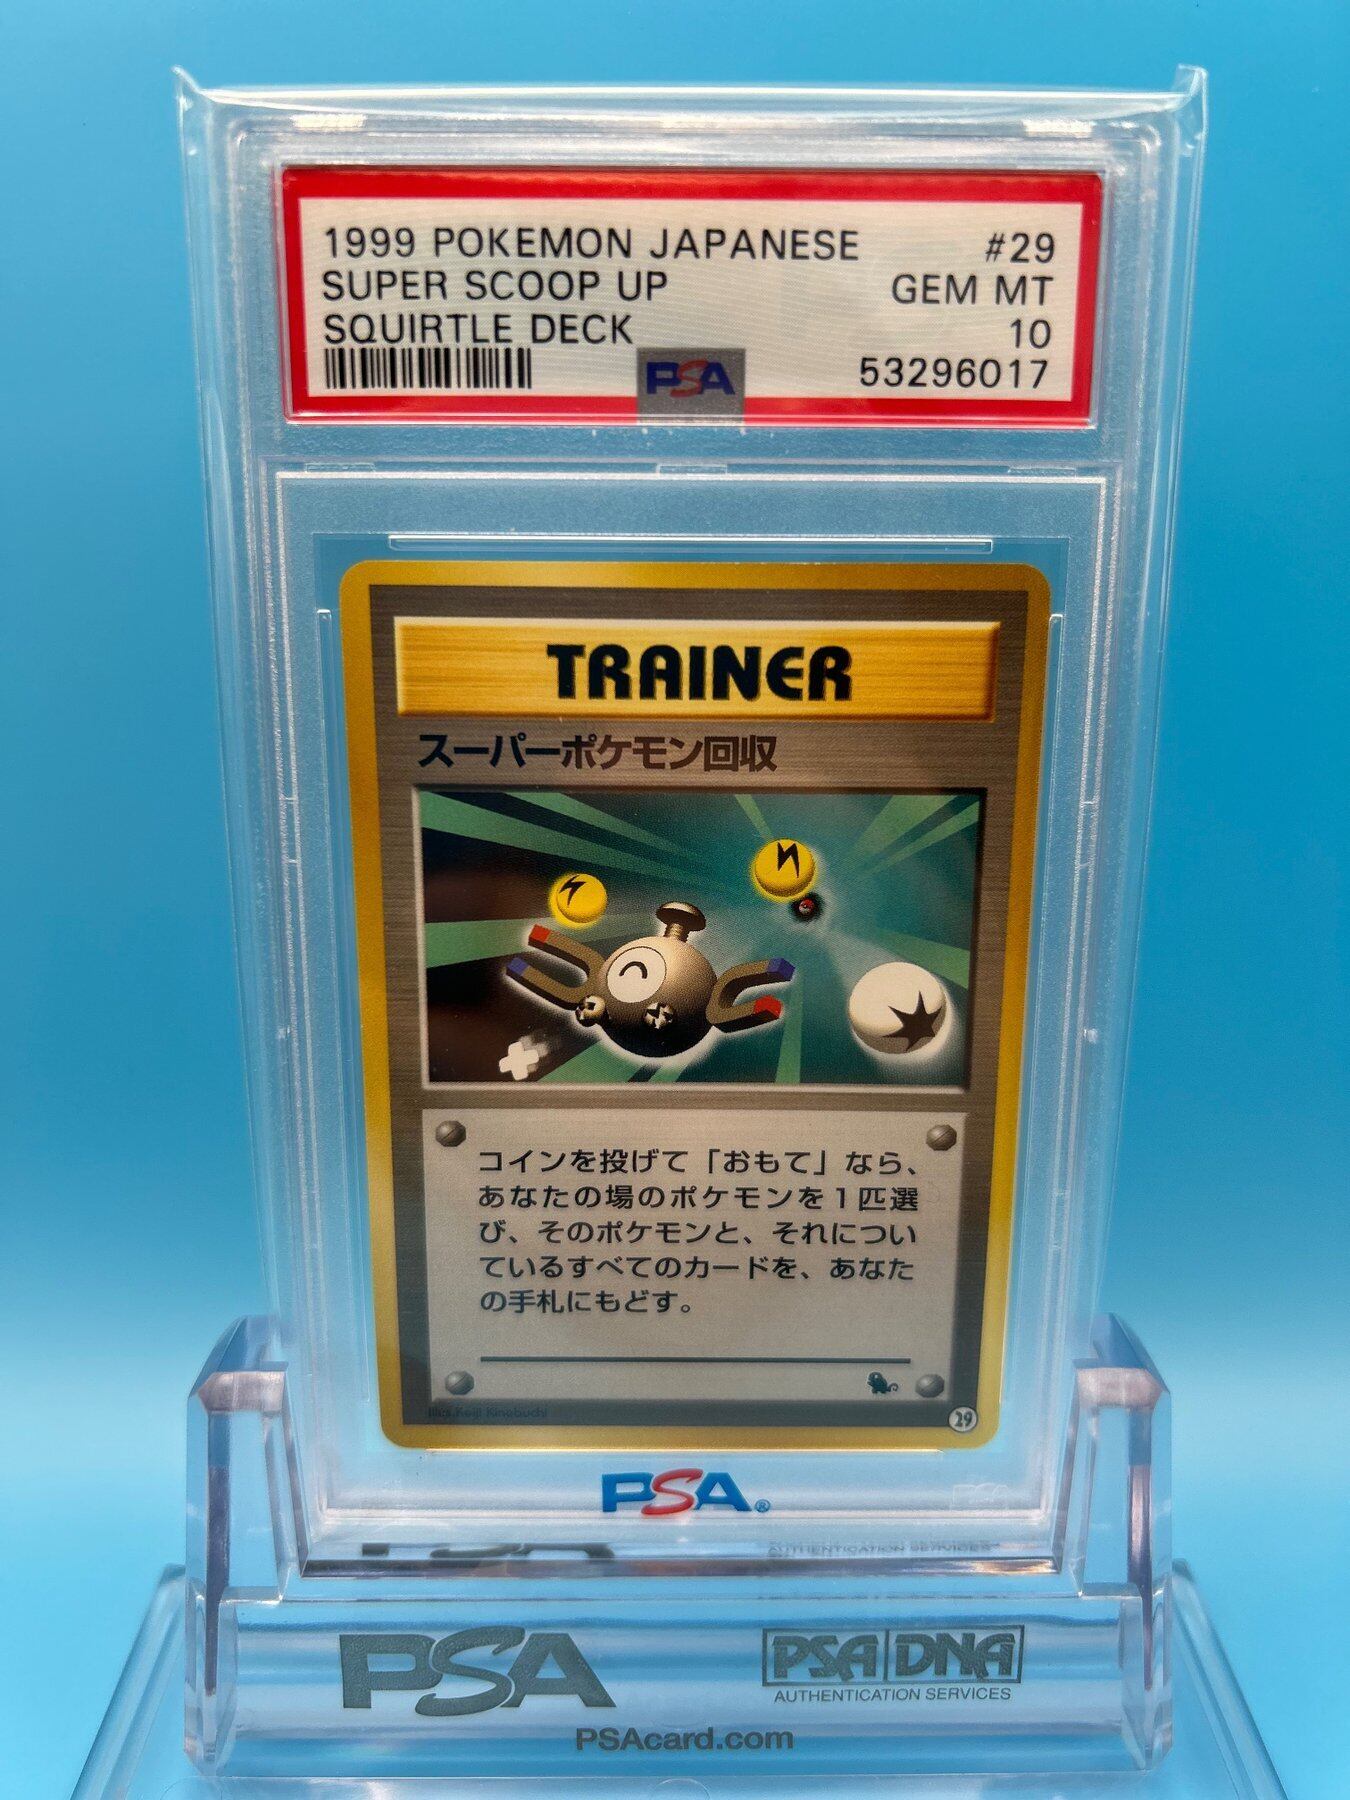 1999 POKEMON JAPANESE #29
SUPER SCOOP UP GEM MT
SQUIRTLE DECK 10
53296017
PSA
TRAINER
スーパーポケモン回収
コインを投げて「おもて」なら、
あなたの場のポケモンを1匹選
び、そのポケモンと、それについ
ているすべてのカードを、あなた
の手札にもどす。
Illus. Keiji Kinebuchi
29
PSA®
PSA
PSA DNA
AUTHENTICATION SERVICES
PSAcard.com